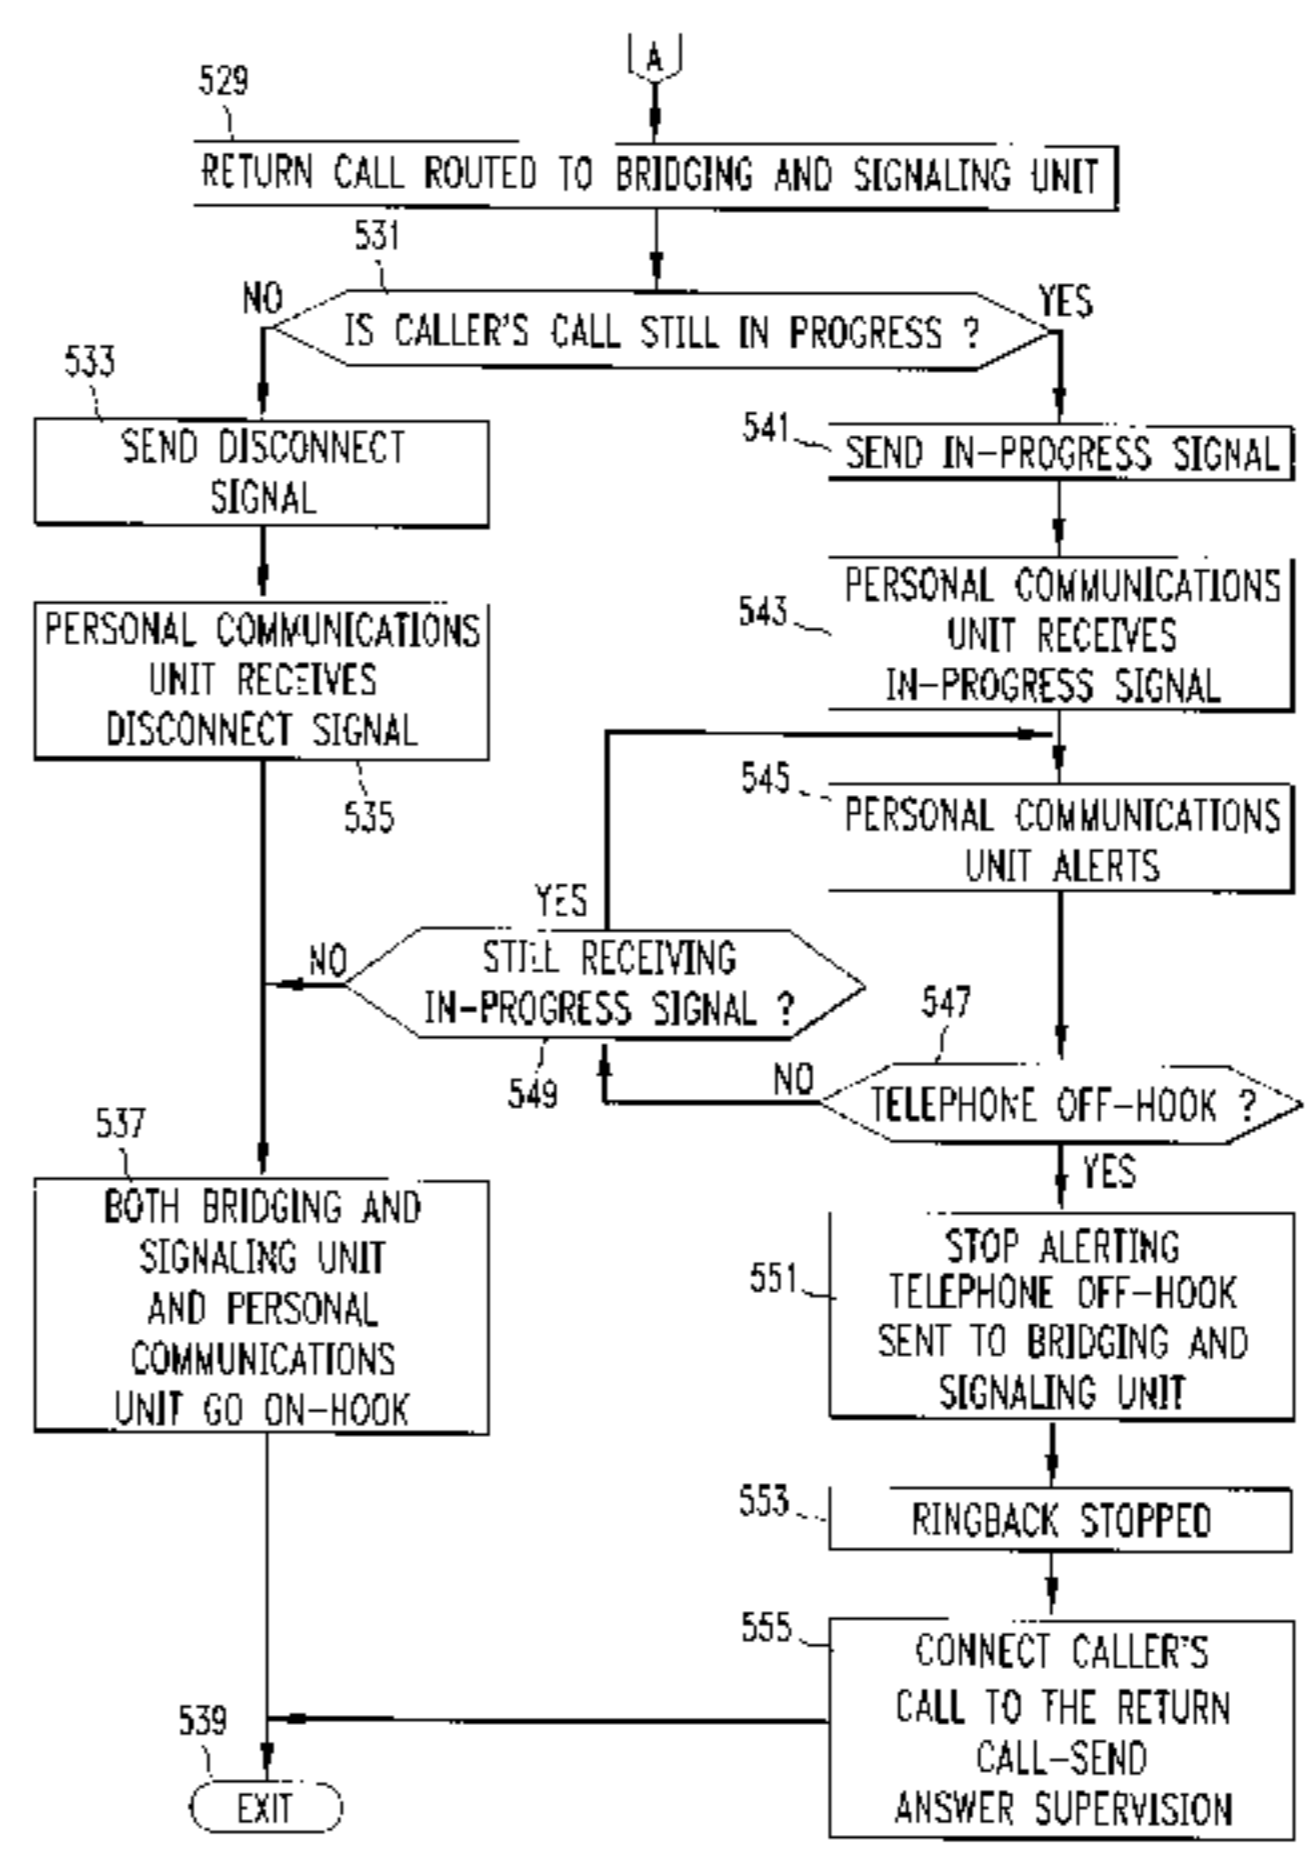 A
529
RETURN CALL ROUTED TO BRIDGING AND SIGNALING UNIT
531
NO
YES
IS CALLER'S CALL STILL IN PROGRESS ?
533
SEND DISCONNECT
SIGNAL
541
SEND IN-PROGRESS SIGNAL
PERSONAL COMMUNICATIONS
UNIT RECEIVES
DISCONNECT SIGNAL
535
543
PERSONAL COMMUNICATIONS
UNIT RECEIVES
IN-PROGRESS SIGNAL
545
PERSONAL COMMUNICATIONS
UNIT ALERTS
YES
NO
STILL RECEIVING
IN-PROGRESS SIGNAL ?
549
547
NO
TELEPHONE OFF-HOOK ?
YES
537
BOTH BRIDGING AND
SIGNALING UNIT
AND PERSONAL
COMMUNICATIONS
UNIT GO ON-HOOK
551
STOP ALERTING
TELEPHONE OFF-HOOK
SENT TO BRIDGING AND
SIGNALING UNIT
553
RINGBACK STOPPED
555
CONNECT CALLER'S
CALL TO THE RETURN
CALL-SEND
ANSWER SUPERVISION
539
EXIT